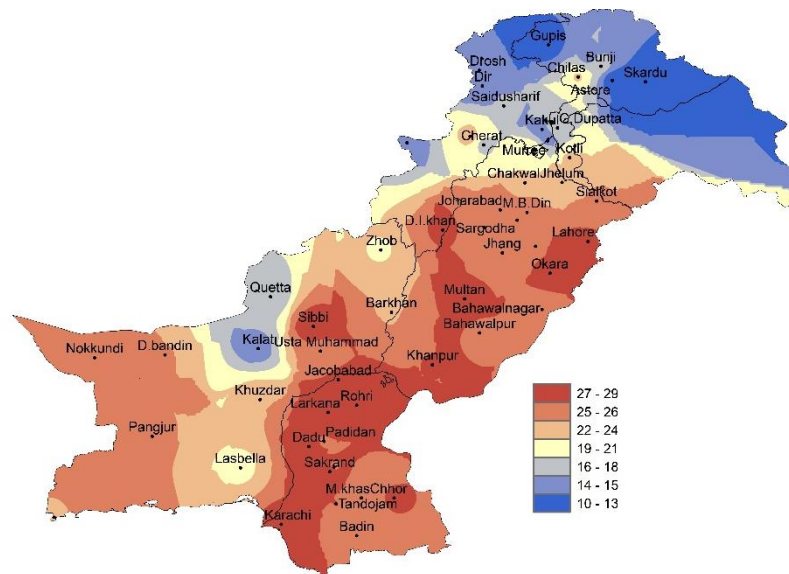 Gupis
Drosh
Bunji
Dir
Chilas
Skardu
Astore
Saidusharif
Kakul
G.Dupatta
Cherat
Murree
Kotli
Chakwal
Jhelum
Sialkot
Joharabad
M.B.Din
D.I.khan
Sargodha
Lahore
Zhob
Jhang
Okara
Quetta
Multan
Barkhan
Bahawalnagar
Sibbi
Bahawalpur
Nokkundi
D.bandin
Kalat
Usta Muhammad
Khanpur
Jacobabad
Khuzdar
Larkana
Rohri
Pangjur
Dadu
Padidan
Lasbella
Sakrand
M.khas
Chhor
Tandojam
Karachi
Badin
27 - 29
25 - 26
22 - 24
19 - 21
16 - 18
14 - 15
10 - 13